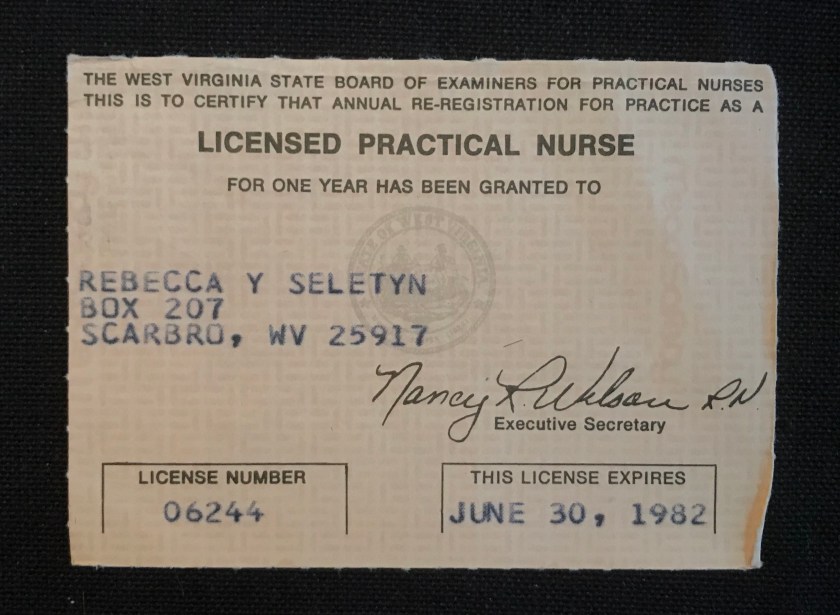 THE WEST VIRGINIA STATE BOARD OF EXAMINERS FOR PRACTICAL NURSES
THIS IS TO CERTIFY THAT ANNUAL RE-REGISTRATION FOR PRACTICE AS A
LICENSED PRACTICAL NURSE
FOR ONE YEAR HAS BEEN GRANTED TO
REBECCA Y SELETYN
BOX 207
SCARBRO, WV 25917
Nancy R. Wilson R.N.
Executive Secretary
LICENSE NUMBER
06244
THIS LICENSE EXPIRES
JUNE 30, 1982